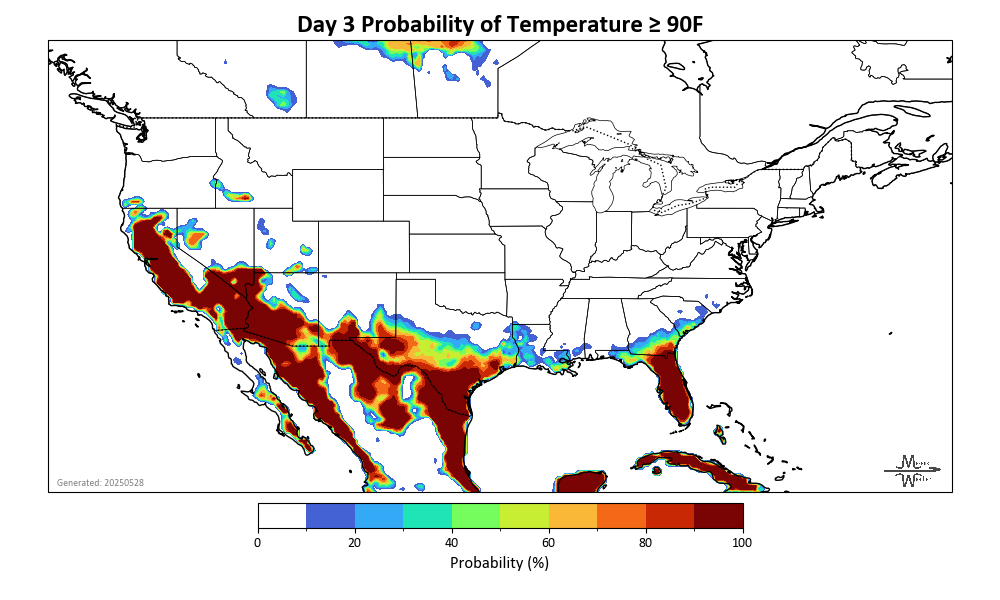 Day 3 Probability of Temperature ≥ 90F
Generated: 20250528
0 20 40 60 80 100
Probability (%)